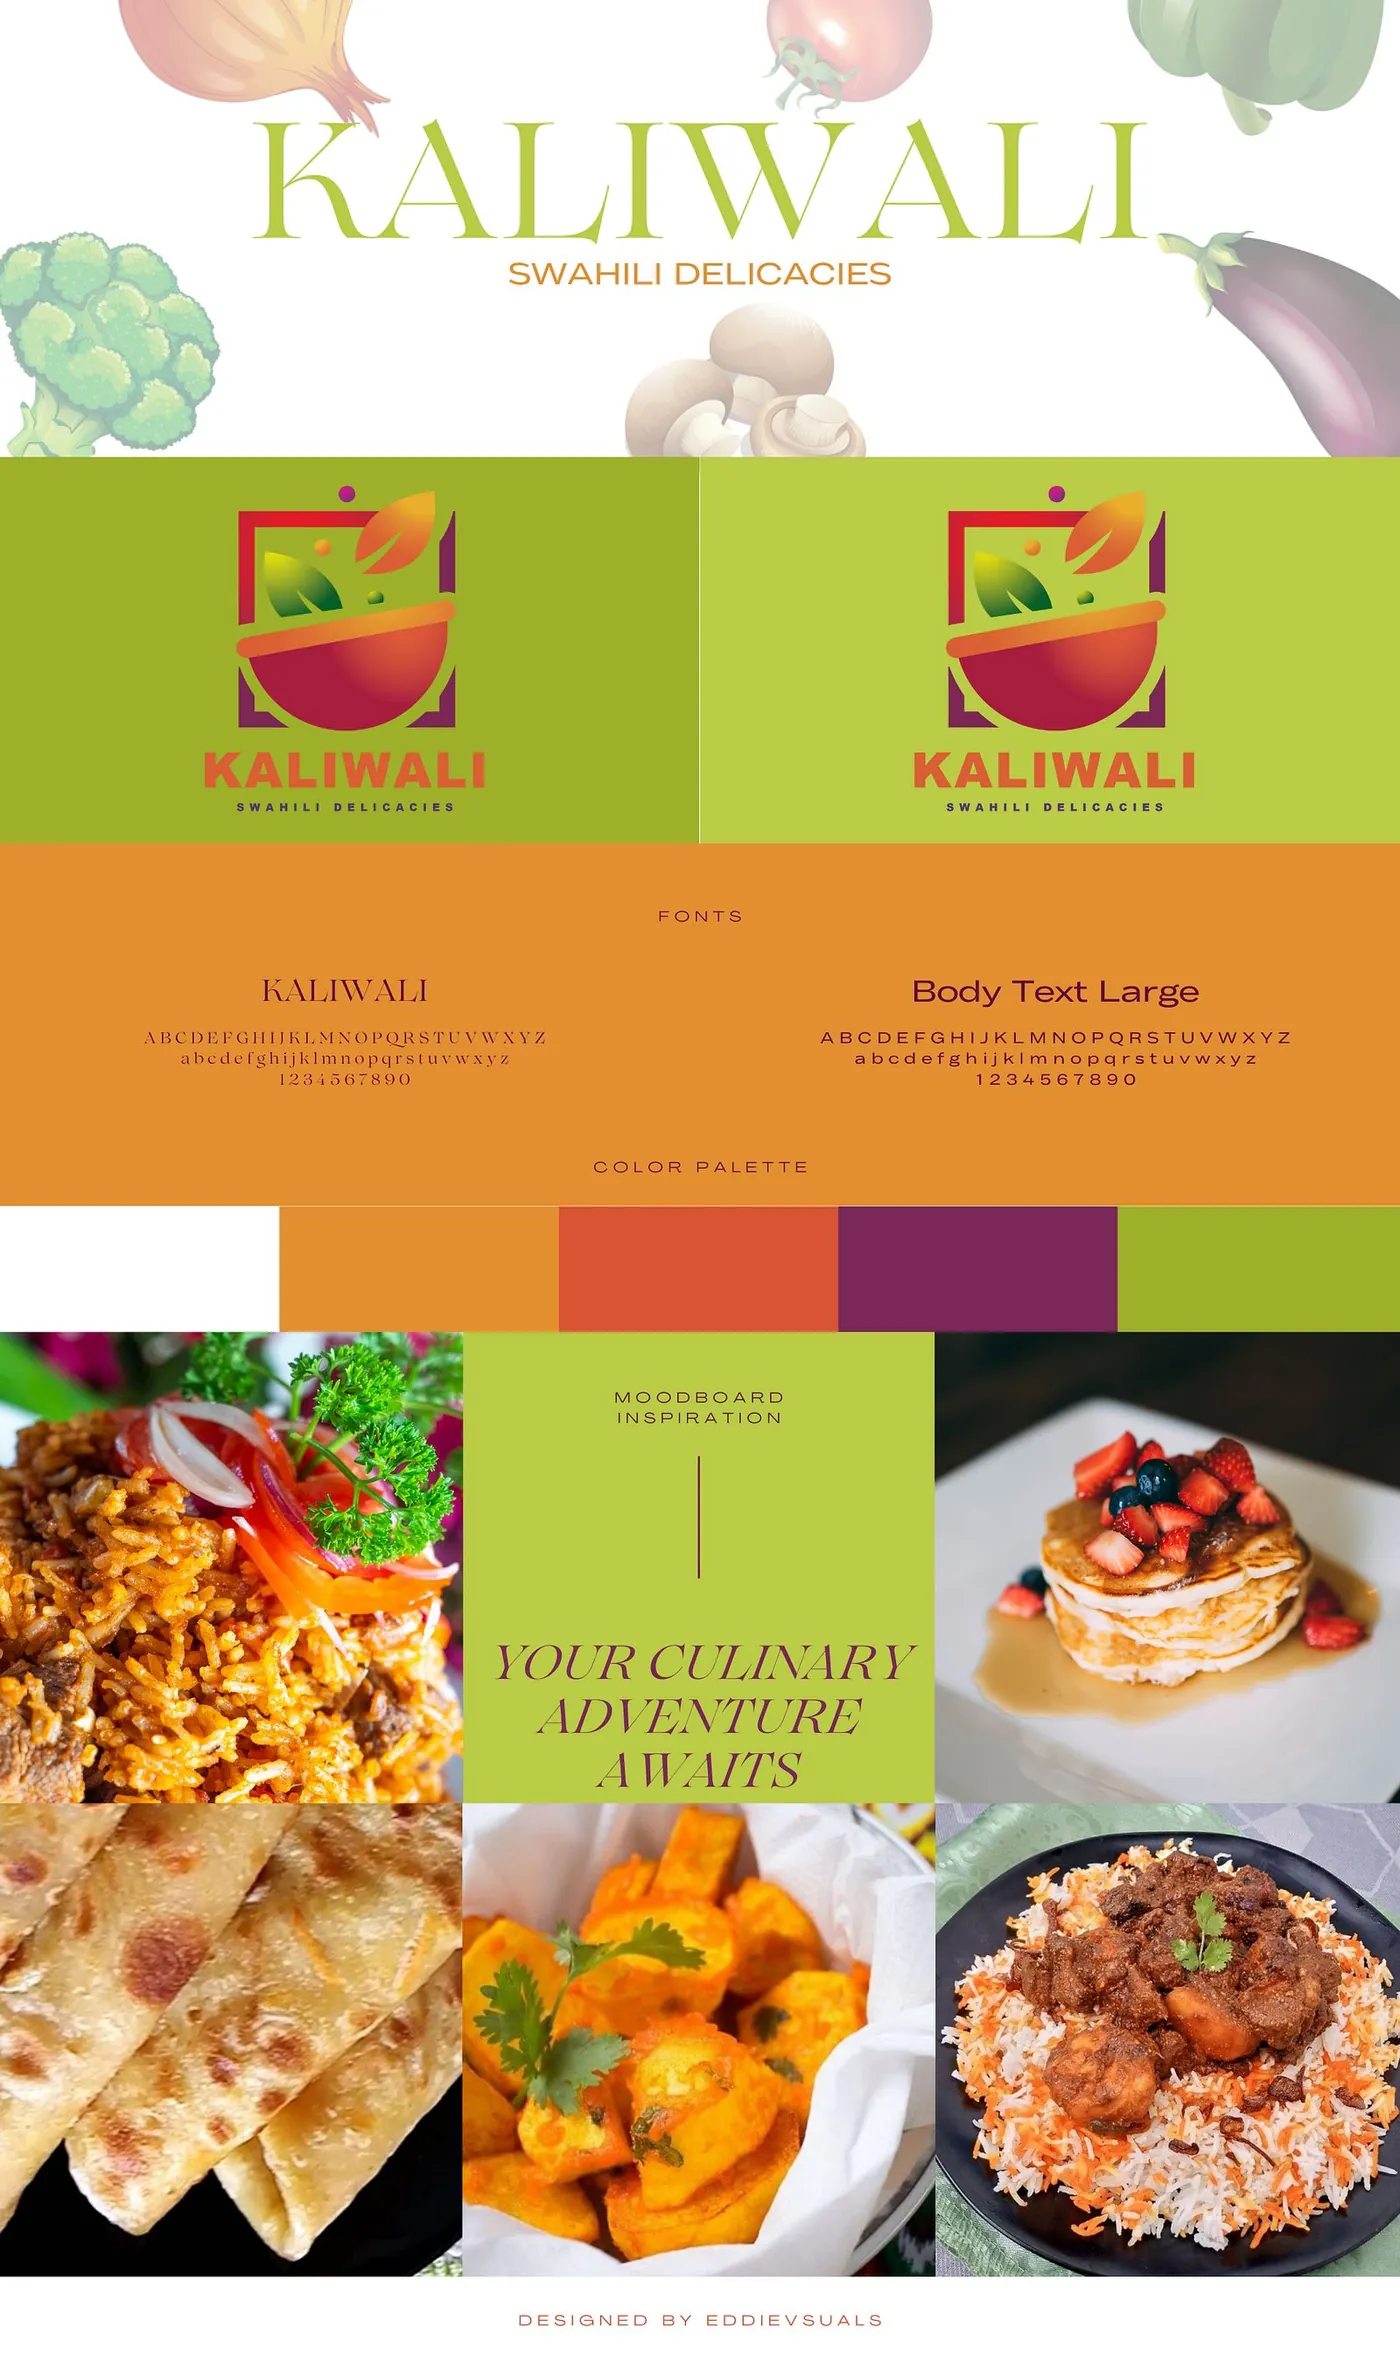 KALIWALI
SWAHILI DELICACIES
KALIWALI
SWAHILI DELICACIES
KALIWALI
SWAHILI DELICACIES
FONTS
KALIWALI
ABCDEFGHIJKLMNOPQRSTUVWXYZ
abcdefghijklmnopqrstuvwxyz
1234567890
Body Text Large
ABCDEFGHIJKLMNOPQRSTUVWXYZ
abcdefghijklmnopqrstuvwxyz
1234567890
COLOR PALETTE
MOODBOARD
INSPIRATION
YOUR CULINARY
ADVENTURE
AWAITS
DESIGNED BY EDDIEVSUALS